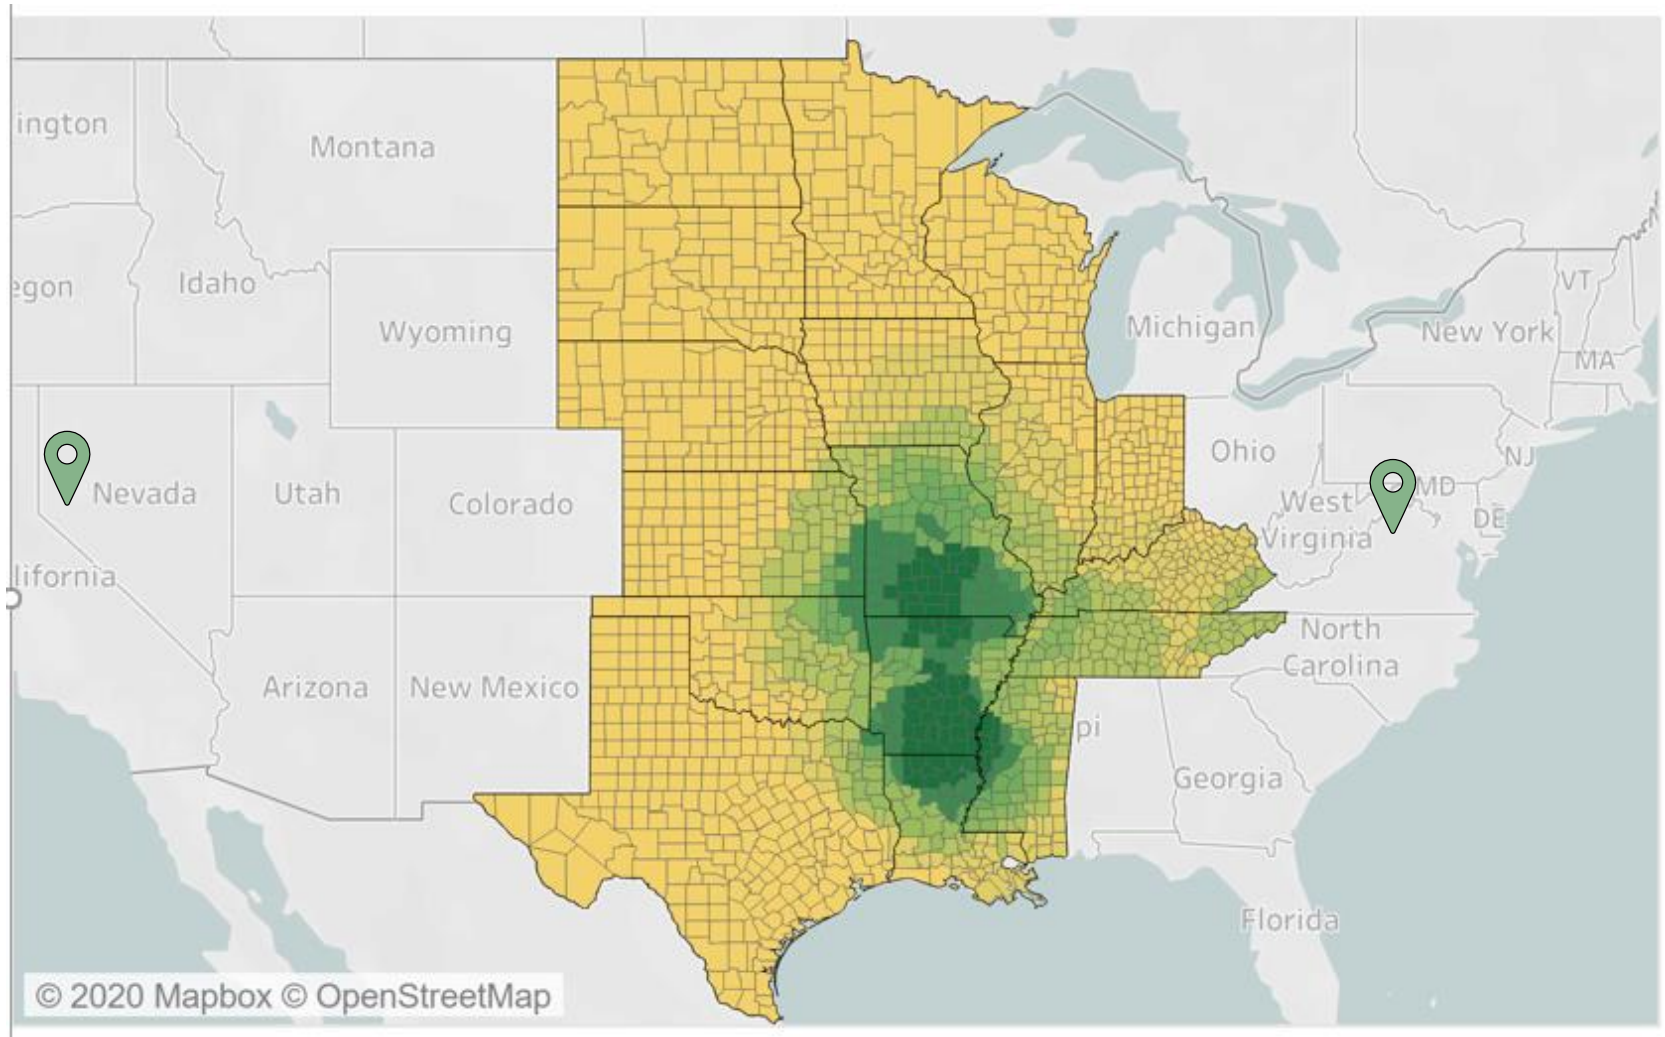 ington
Montana
Idaho
egon
Wyoming
Michigan
VT
New York
MA
Nevada
Utah
Colorado
Ohio
NJ
West
Virginia
MD
DE
lifornia
Arizona
New Mexico
North
Carolina
pi
Georgia
Florida
© 2020 Mapbox © OpenStreetMap